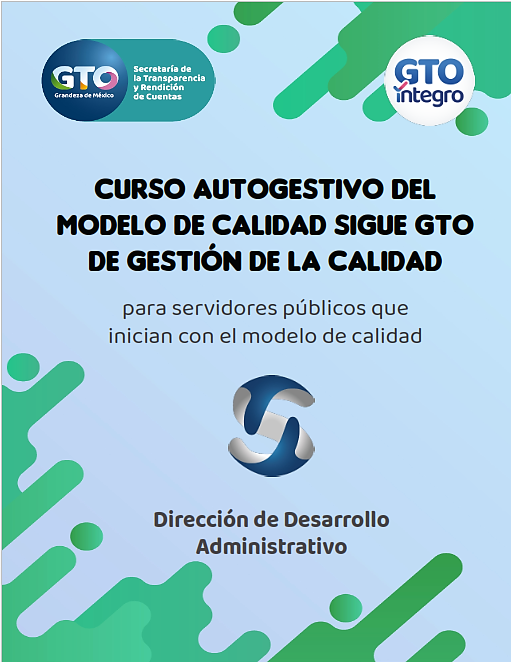 GTO
Grandeza de México
Secretaría de
la Transparencia
y Rendición
de Cuentas
GTO
íntegro
CURSO AUTOGESTIVO DEL
MODELO DE CALIDAD SIGUE GTO
DE GESTIÓN DE LA CALIDAD
para servidores públicos que
inician con el modelo de calidad
Dirección de Desarrollo
Administrativo